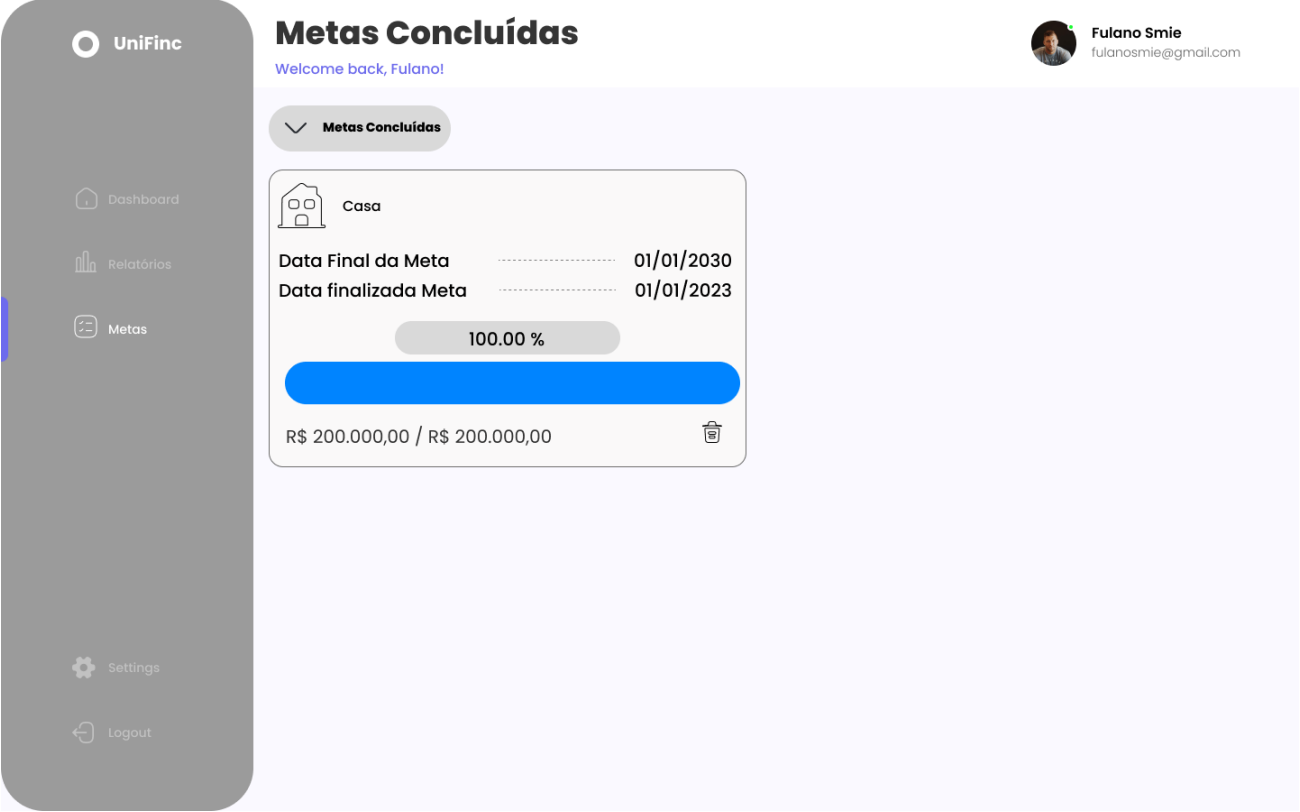 UniFinc
Metas Concluídas
Welcome back, Fulano!
Fulano Smie
fulanosmie@gmail.com
Dashboard
Relatórios
Metas
Settings
Logout
Metas Concluídas
Casa
Data Final da Meta 01/01/2030
Data finalizada Meta 01/01/2023
100.00 %
R$ 200.000,00 / R$ 200.000,00